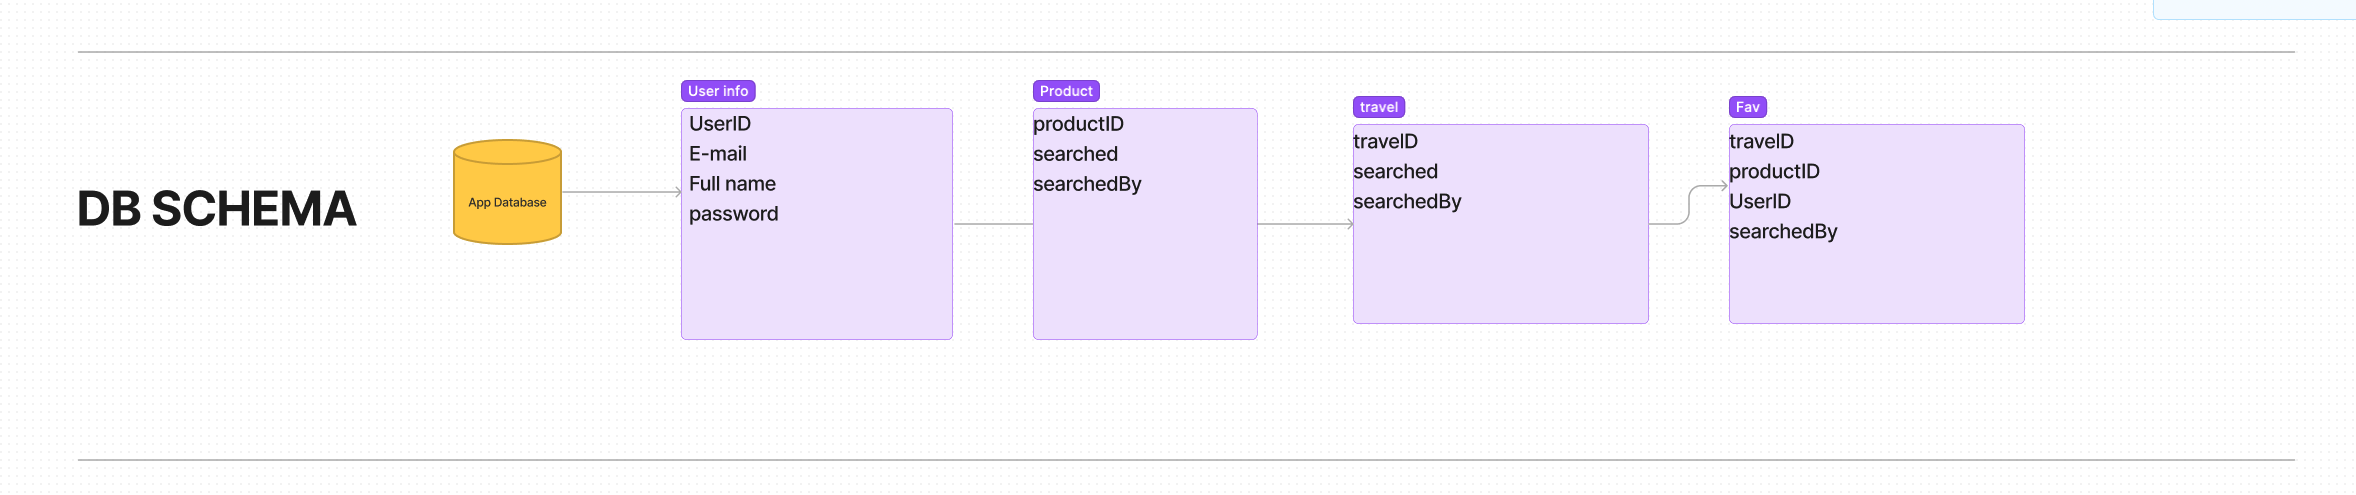 DB SCHEMA
App Database
User info
UserID
E-mail
Full name
password
Product
productID
searched
searchedBy
travel
travelD
searched
searchedBy
Fav
travelD
productID
UserID
searchedBy